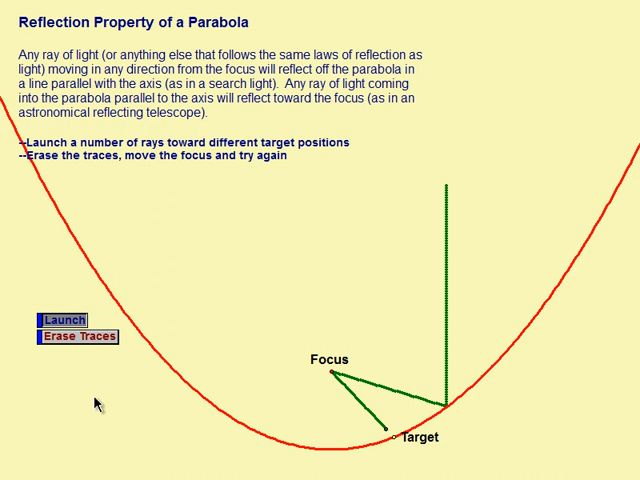 Reflection Property of a Parabola
Any ray of light (or anything else that follows the same laws of reflection as
light) moving in any direction from the focus will reflect off the parabola in
a line parallel with the axis (as in a search light).  Any ray of light coming
into the parabola parallel to the axis will reflect toward the focus (as in an
astronomical reflecting telescope).
--Launch a number of rays toward different target positions
--Erase the traces, move the focus and try again
Launch
Erase Traces
Focus
Target